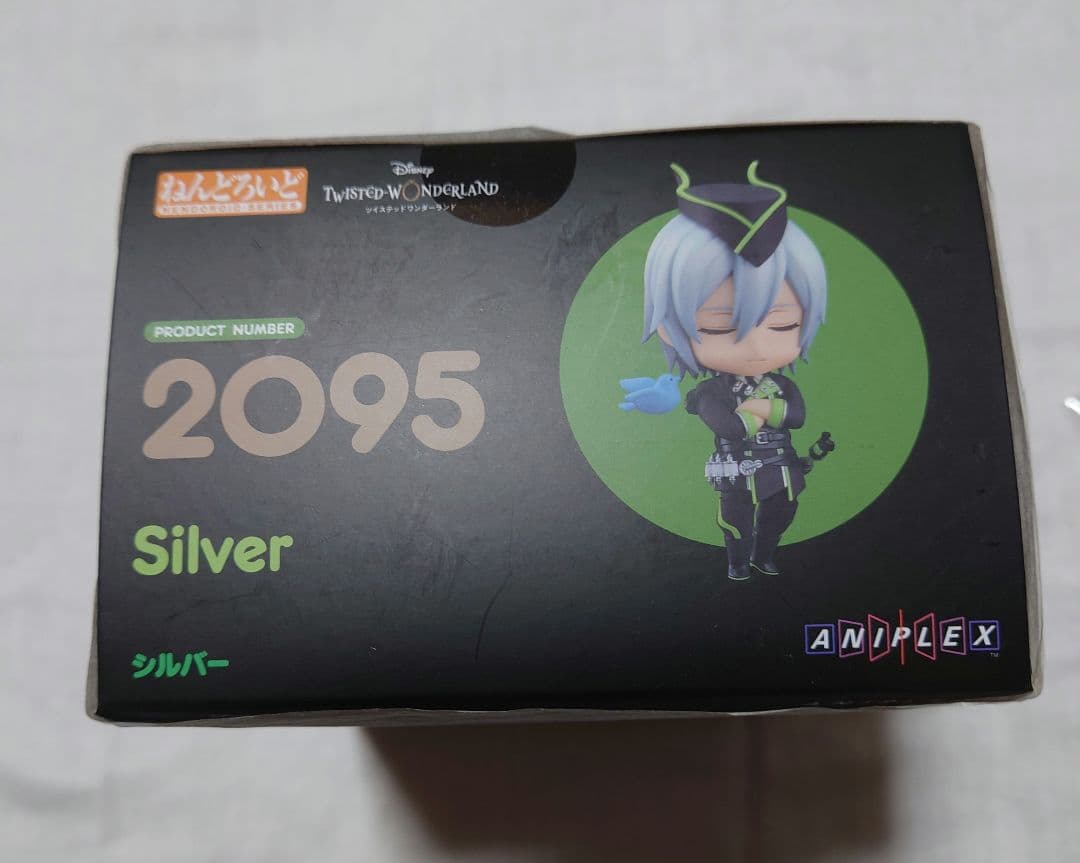 ねんどろいど
NENDOROID SERIES
Disney
TWISTED-WONDERLAND
ツイステッドワンダーランド
PRODUCT NUMBER
2095
Silver
シルバー
ANIPLEX
TM